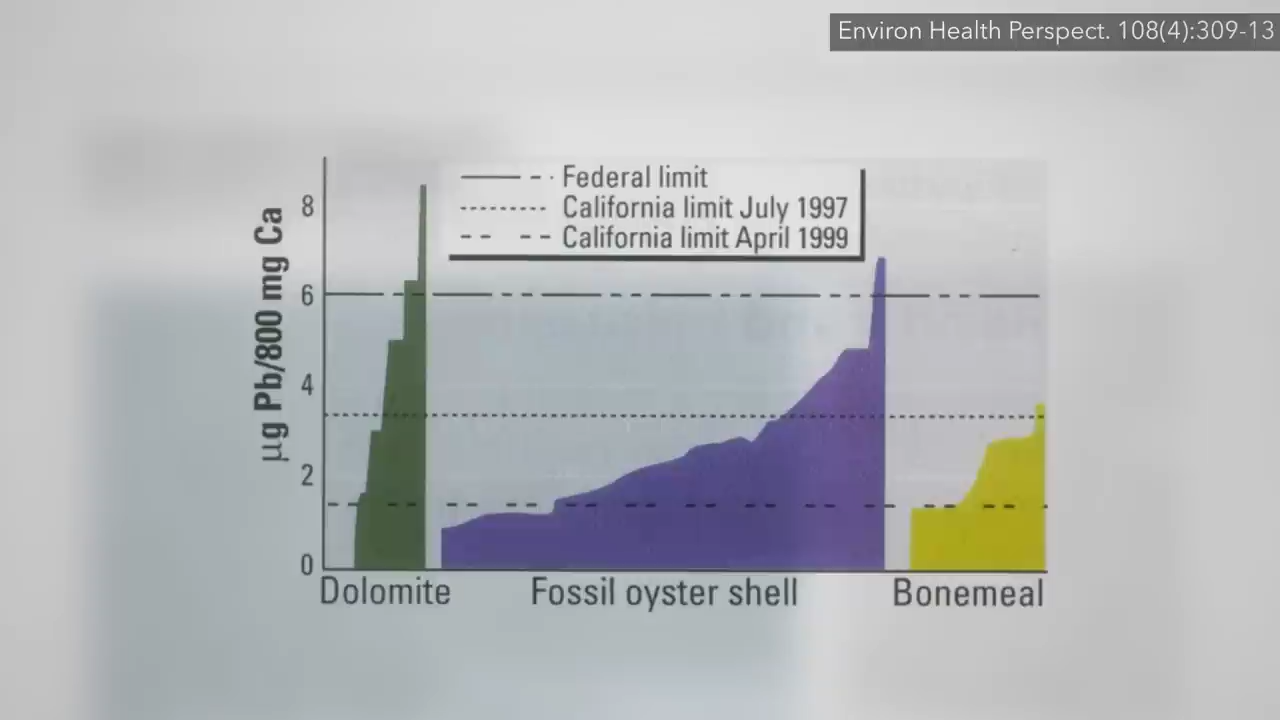 Environ Health Perspect. 108(4):309-13
Federal limit
California limit July 1997
California limit April 1999
µg Pb/800 mg Ca
8
6
4
2
0
Dolomite
Fossil oyster shell
Bonemeal